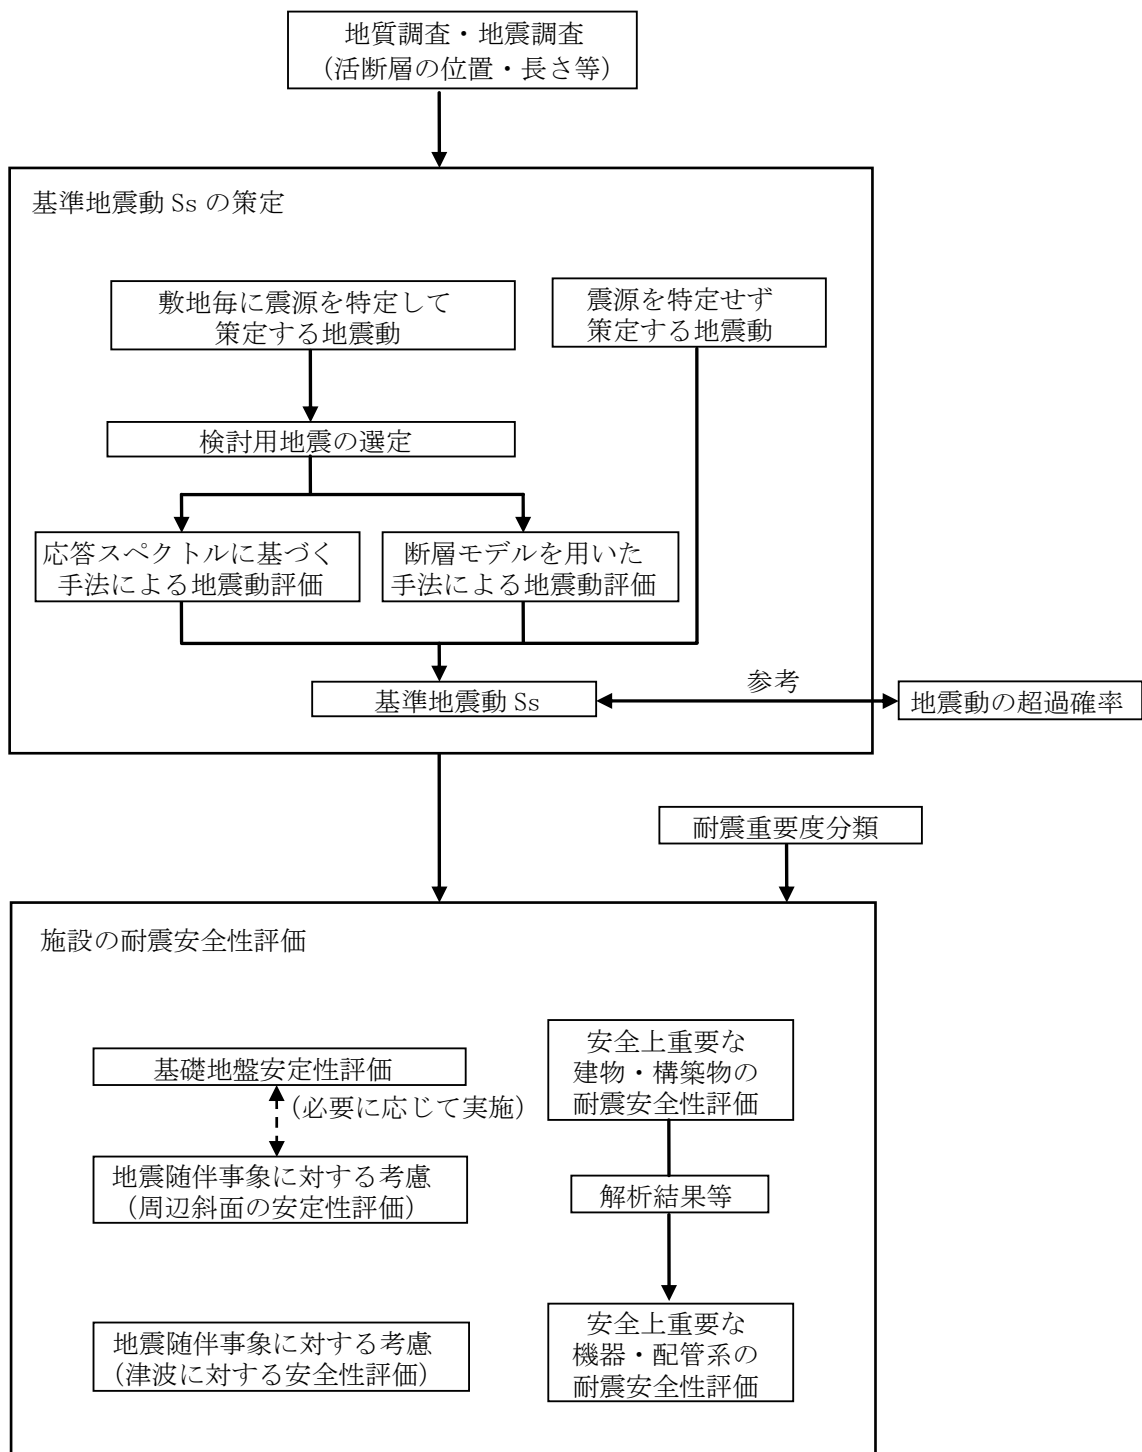 地質調査・地震調査
（活断層の位置・長さ等）
基準地震動 Ss の策定
敷地毎に震源を特定して
策定する地震動
震源を特定せず
策定する地震動
検討用地震の選定
応答スペクトルに基づく
手法による地震動評価
断層モデルを用いた
手法による地震動評価
基準地震動 Ss
参考
地震動の超過確率
耐震重要度分類
施設の耐震安全性評価
基礎地盤安定性評価
（必要に応じて実施）
地震随伴事象に対する考慮
（周辺斜面の安定性評価）
地震随伴事象に対する考慮
（津波に対する安全性評価）
安全上重要な
建物・構築物の
耐震安全性評価
解析結果等
安全上重要な
機器・配管系の
耐震安全性評価